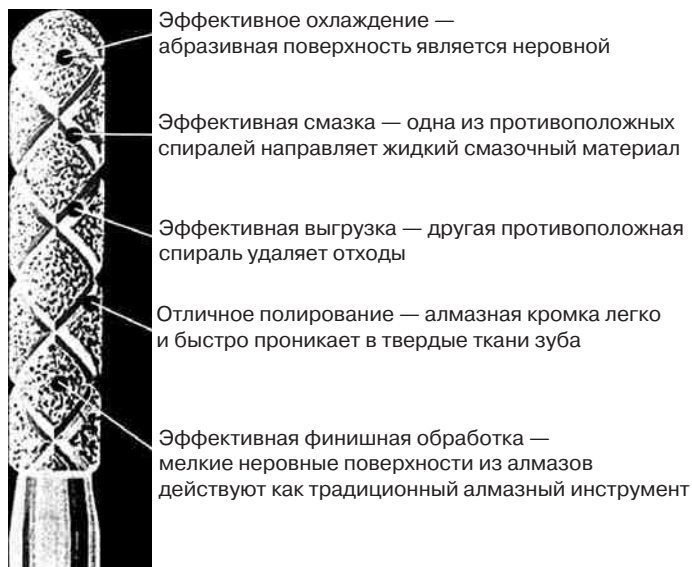 Эффективное охлаждение —
абразивная поверхность является неровной
Эффективная смазка — одна из противоположных
спиралей направляет жидкий смазочный материал
Эффективная выгрузка — другая противоположная
спираль удаляет отходы
Отличное полирование — алмазная кромка легко
и быстро проникает в твердые ткани зуба
Эффективная финишная обработка —
мелкие неровные поверхности из алмазов
действуют как традиционный алмазный инструмент